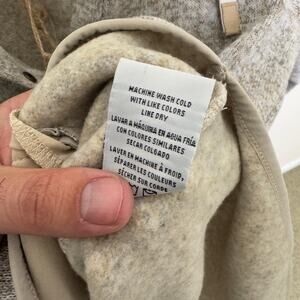 MACHINE WASH COLD
WITH LIKE COLORS
LINE DRY
LAVAR A MÁQUINA EN AGUA FRÍA
CON COLORES SIMILARES
SECAR COLGADO
LAVER EN MACHINE À FROID,
SÉPARER LES COULEURS
SÉCHER SUR CORDE